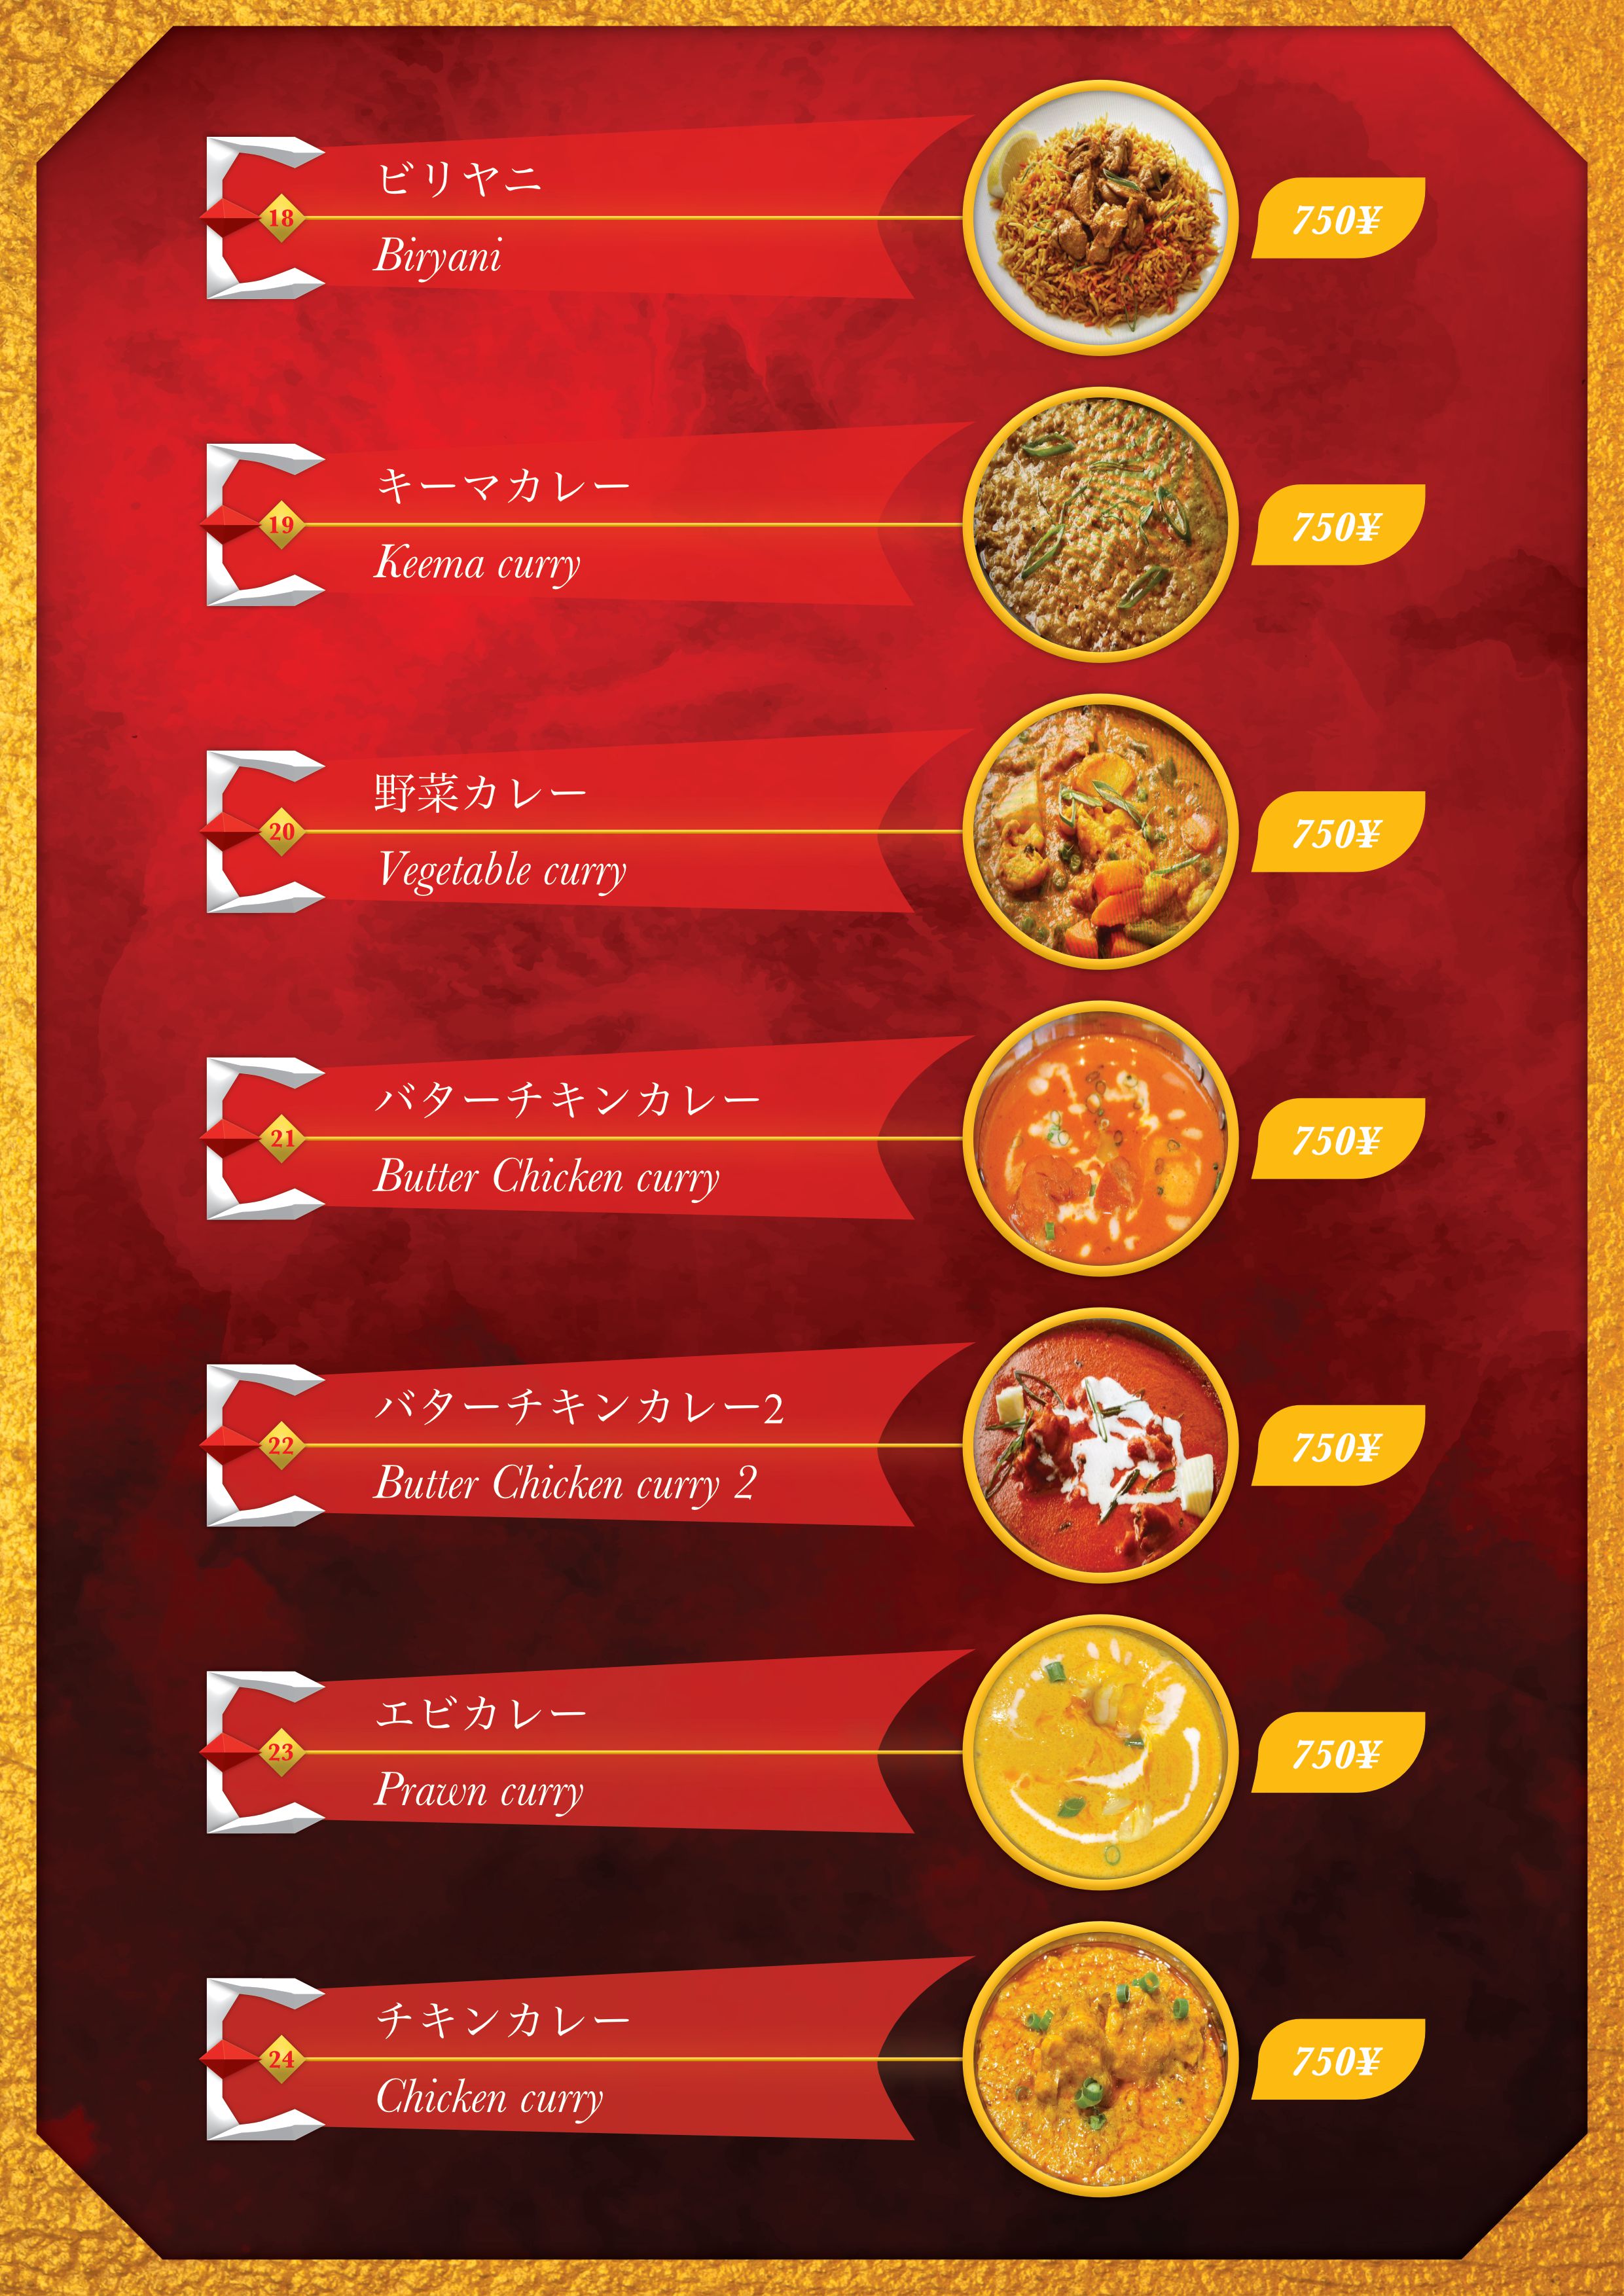 ビリヤニ
18
Biryani
750¥
キーマカレー
19
Keema curry
750¥
野菜カレー
20
Vegetable curry
750¥
バターチキンカレー
21
Butter Chicken curry
750¥
バターチキンカレー2
22
Butter Chicken curry 2
750¥
エビカレー
23
Prawn curry
750¥
チキンカレー
24
Chicken curry
750¥